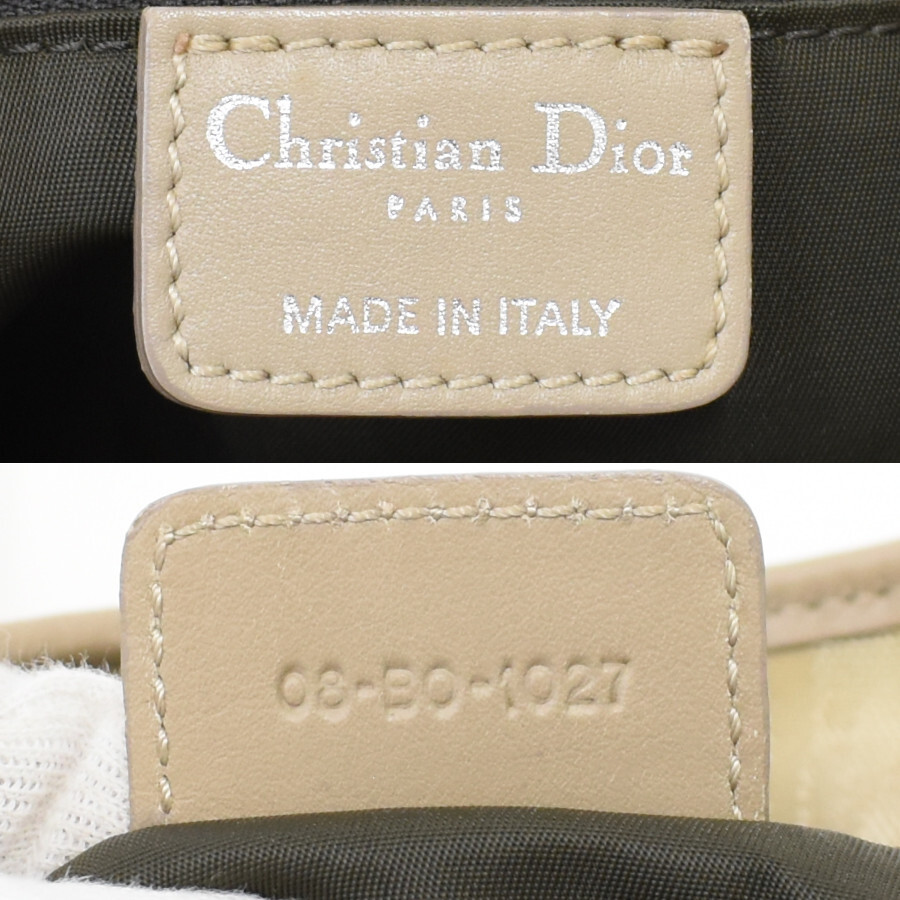 Christian Dior
PARIS
MADE IN ITALY
08-BO-1027